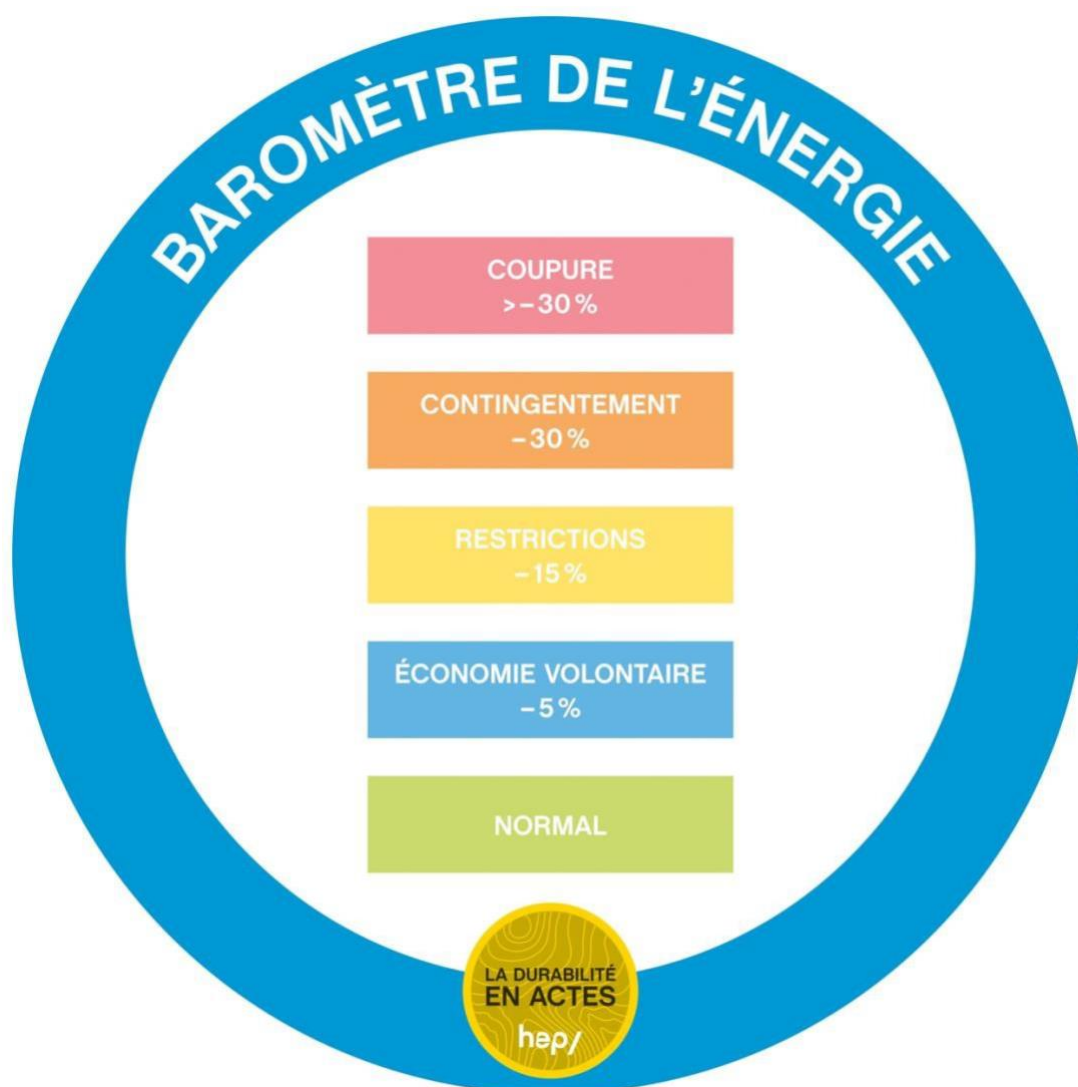 BAROMÈTRE DE L'ÉNERGIE
COUPURE
>–30%
CONTINGENTEMENT
–30%
RESTRICTIONS
–15%
ÉCONOMIE VOLONTAIRE
–5%
NORMAL
LA DURABILITÉ
EN ACTES
hep/